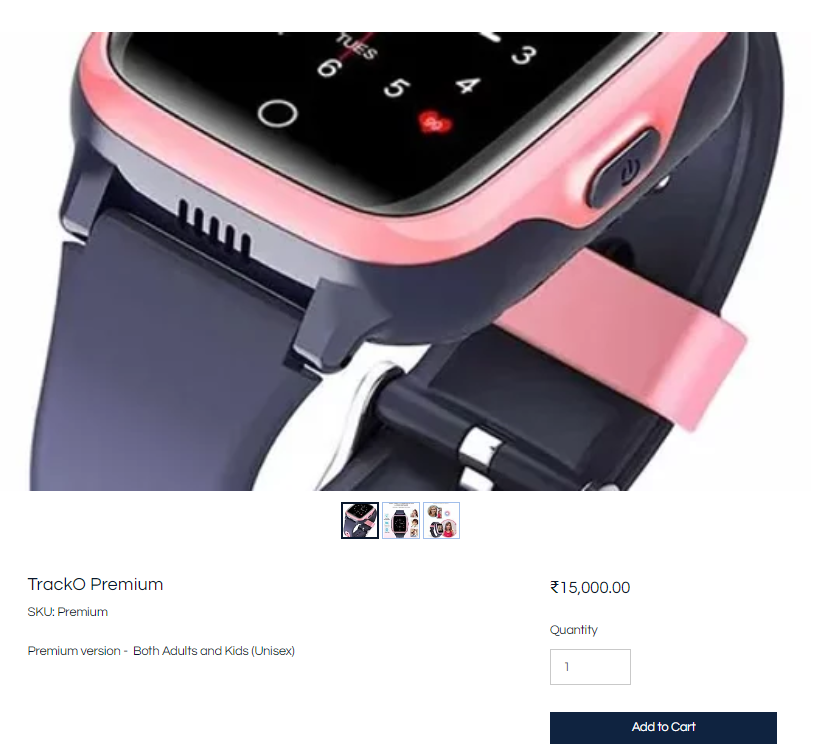 3
TUES
6
5
4
90
TrackO Premium
SKU: Premium
Premium version - Both Adults and Kids (Unisex)
₹15,000.00
Quantity
1
Add to Cart